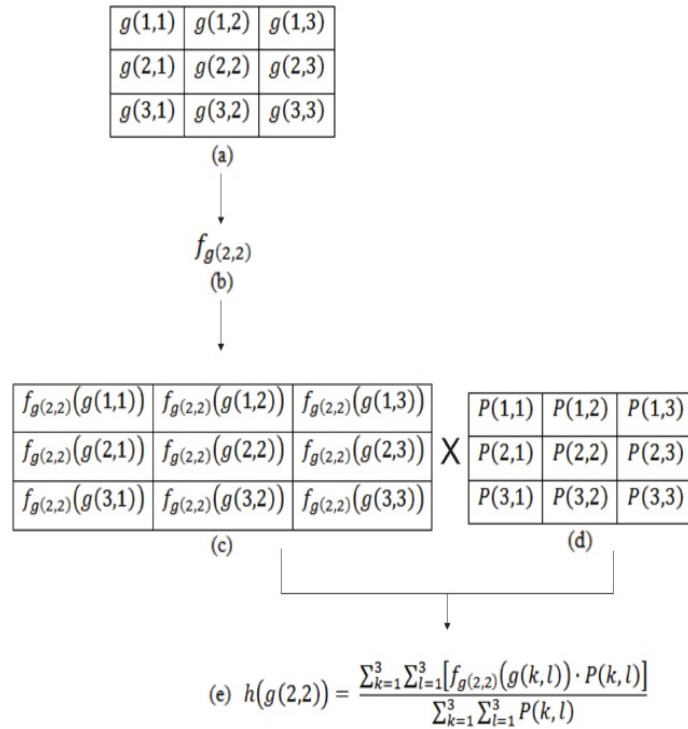 g(1,1) g(1,2) g(1,3)
g(2,1) g(2,2) g(2,3)
g(3,1) g(3,2) g(3,3)
(a)
f_{g(2,2)}
(b)
f_{g(2,2)}(g(1,1)) f_{g(2,2)}(g(1,2)) f_{g(2,2)}(g(1,3))
f_{g(2,2)}(g(2,1)) f_{g(2,2)}(g(2,2)) f_{g(2,2)}(g(2,3))
f_{g(2,2)}(g(3,1)) f_{g(2,2)}(g(3,2)) f_{g(2,2)}(g(3,3))
(c)
X
P(1,1) P(1,2) P(1,3)
P(2,1) P(2,2) P(2,3)
P(3,1) P(3,2) P(3,3)
(d)
(e) h(g(2,2)) = \frac{\sum_{k=1}^{3} \sum_{l=1}^{3} [f_{g(2,2)}(g(k,l)) · P(k,l)]}{\sum_{k=1}^{3} \sum_{l=1}^{3} P(k,l)}